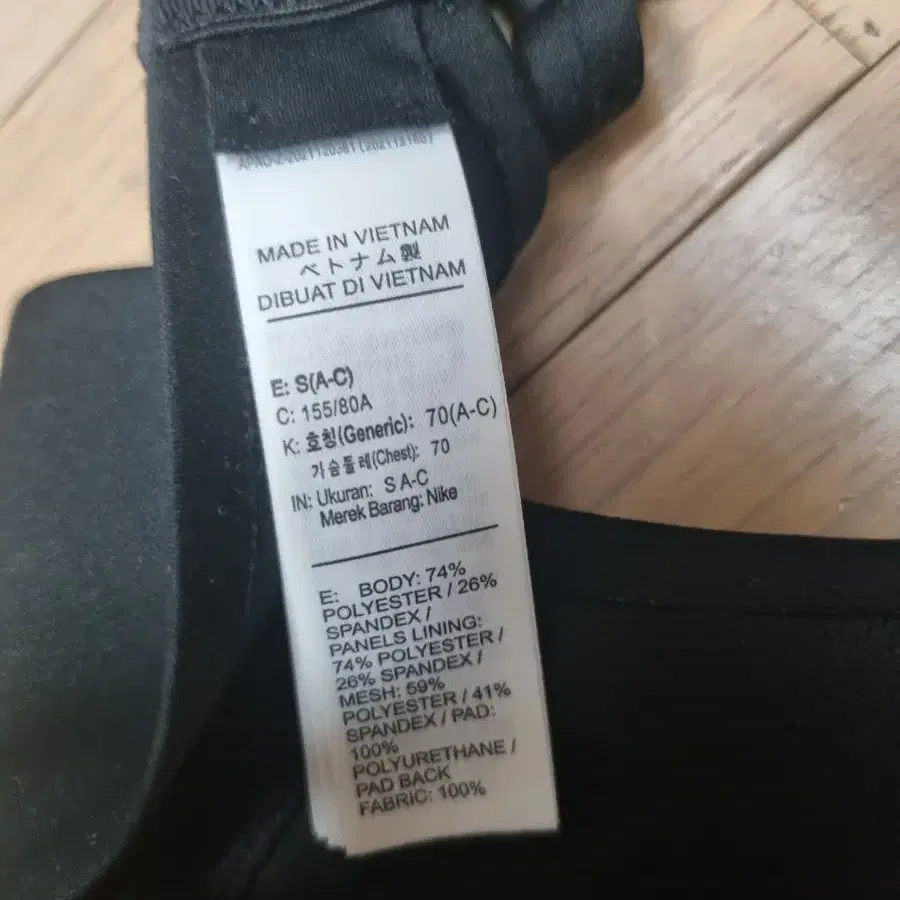 MADE IN VIETNAM
ベトナム製
DIBUAT DI VIETNAM
E: S(A-C)
C: 155/80A
K: 호칭(Generic): 70(A-C)
가슴둘레(Chest): 70
IN: Ukuran: S A-C
Merek Barang: Nike
E: BODY: 74%
POLYESTER / 26%
SPANDEX /
PANELS LINING:
74% POLYESTER /
26% SPANDEX /
MESH: 59%
POLYESTER / 41%
SPANDEX / PAD:
100%
POLYURETHANE /
PAD BACK
FABRIC: 100%